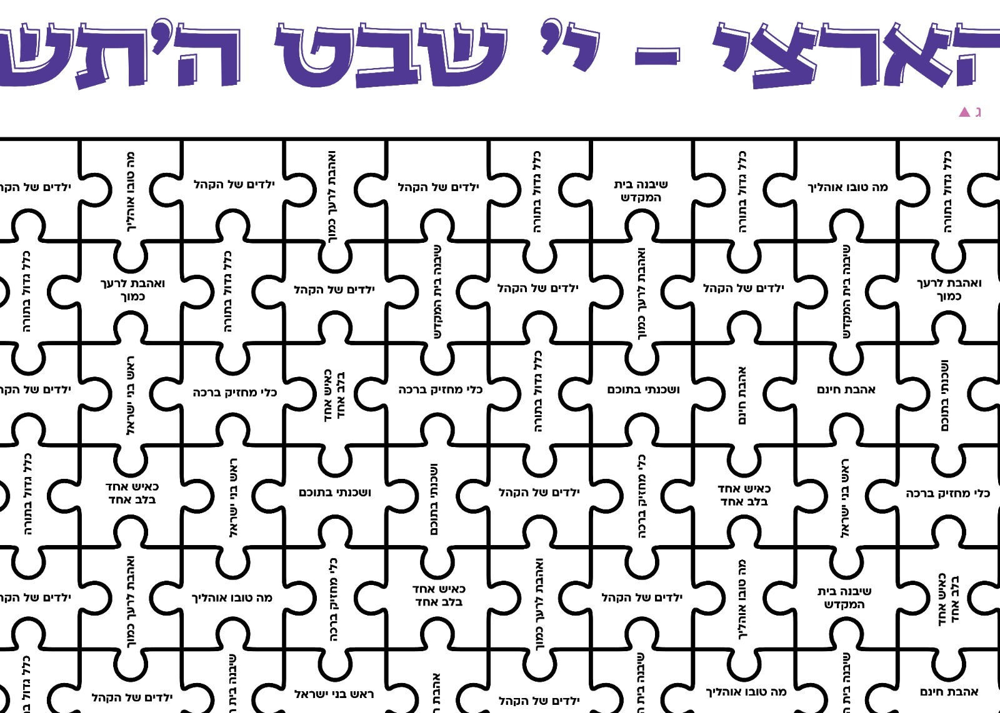 הארצי - י' שבט ה'תש
ג
כלל גדול בתורה
מה טובו אוהליך
כלל גדול בתורה
שיבנה בית
המקדש
כלל גדול בתורה
ילדים של הקהל
ואהבת לרעך כמוך
ילדים של הקהל
מה טובו אוהליך
ילדים של הקה
ואהבת לרעך
כמוך
שיבנה בית המקדש
ילדים של הקהל
ואהבת לרעך כמוך
ילדים של הקהל
שיבנה בית המקדש
ילדים של הקהל
כלל גדול בתורה
ואהבת לרעך
כמוך
כלל גדול בתורה
ושכנתי בתוכם
אהבת חינם
אהבת חינם
ושכנתי בתוכם
כלל גדול בתורה
כלי מחזיק ברכה
כאיש אחד
בלב אחד
כלי מחזיק ברכה
ראש בני ישראל
ילדים של הקה
כלי מחזיק ברכה
ראש בני ישראל
כאיש אחד
בלב אחד
כלי מחזיק ברכה
ילדים של הקהל
ושכנתי בתוכם
ושכנתי בתוכם
ראש בני ישראל
כאיש אחד
בלב אחד
כלל גדול בתורה
כאיש אחד
בלב אחד
שיבנה בית
המקדש
מה טובו אוהליך
ילדים של הקהל
ואהבת לרעך כמוך
כאיש אחד
בלב אחד
כלי מחזיק ברכה
מה טובו אוהליך
ואהבת לרעך כמוך
ילדים של הקה
אהבת חינם
שיבנה בית
מה טובו אוהליך
שיבנה בית
ילדים של הקהל
אהבת
ראש בני ישראל
שיבנה בית
ילדים של הקהל
כלל גדול